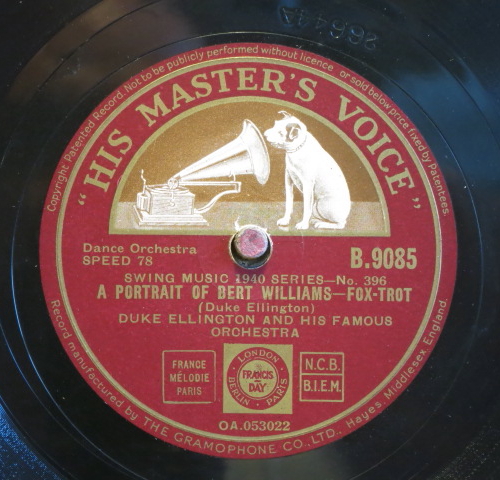 Copyright Patented Record. Not to be publicly performed without licence or sold below price fixed by Patentees.
"HIS MASTER'S VOICE"
Dance Orchestra
SPEED 78
B.9085
SWING MUSIC 1940 SERIES—No. 396
A PORTRAIT OF BERT WILLIAMS—FOX-TROT
(Duke Ellington)
DUKE ELLINGTON AND HIS FAMOUS
ORCHESTRA
FRANCE
MÉLODIE
PARIS
LONDON
FRANCIS
DAY
BERLIN
PARIS
N.C.B.
B.I.E.M.
OA.053022
Record manufactured by THE GRAMOPHONE CO., LTD., Hayes, Middlesex, England.